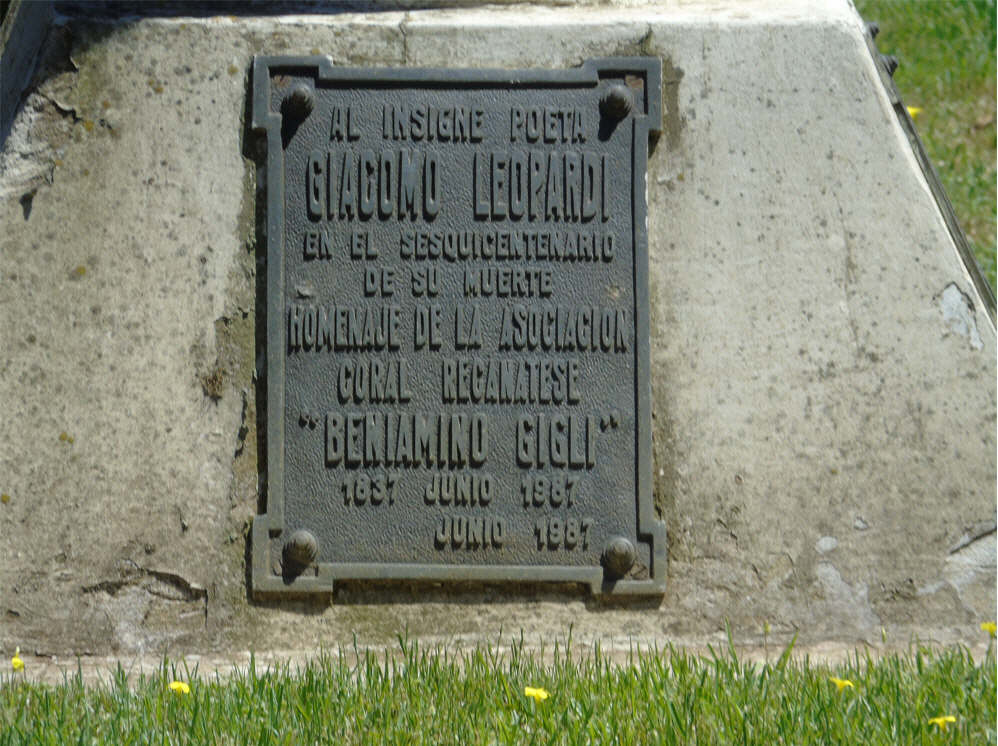 AL INSIGNE POETA
GIACOMO LEOPARDI
EN EL SESQUICENTENARIO
DE SU MUERTE
HOMENAJE DE LA ASOCIACION
CORAL RECANATESE
"BENIAMINO GIGLI"
1837 JUNIO 1987
JUNIO 1987